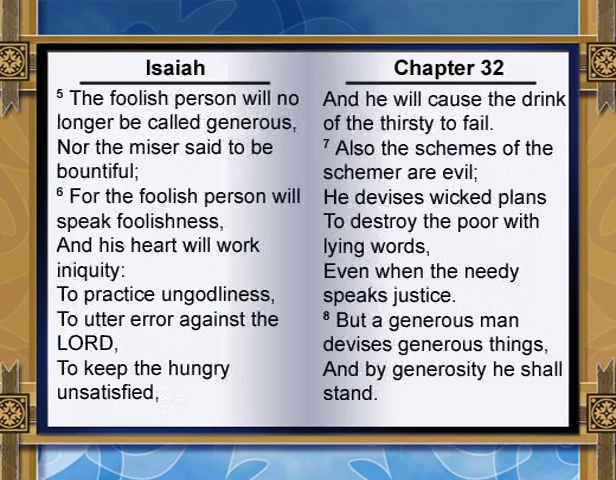 Isaiah
⁵ The foolish person will no
longer be called generous,
Nor the miser said to be
bountiful;
⁶ For the foolish person will
speak foolishness,
And his heart will work
iniquity:
To practice ungodliness,
To utter error against the
LORD,
To keep the hungry
unsatisfied,
Chapter 32
And he will cause the drink
of the thirsty to fail.
⁷ Also the schemes of the
schemer are evil;
He devises wicked plans
To destroy the poor with
lying words,
Even when the needy
speaks justice.
⁸ But a generous man
devises generous things,
And by generosity he shall
stand.